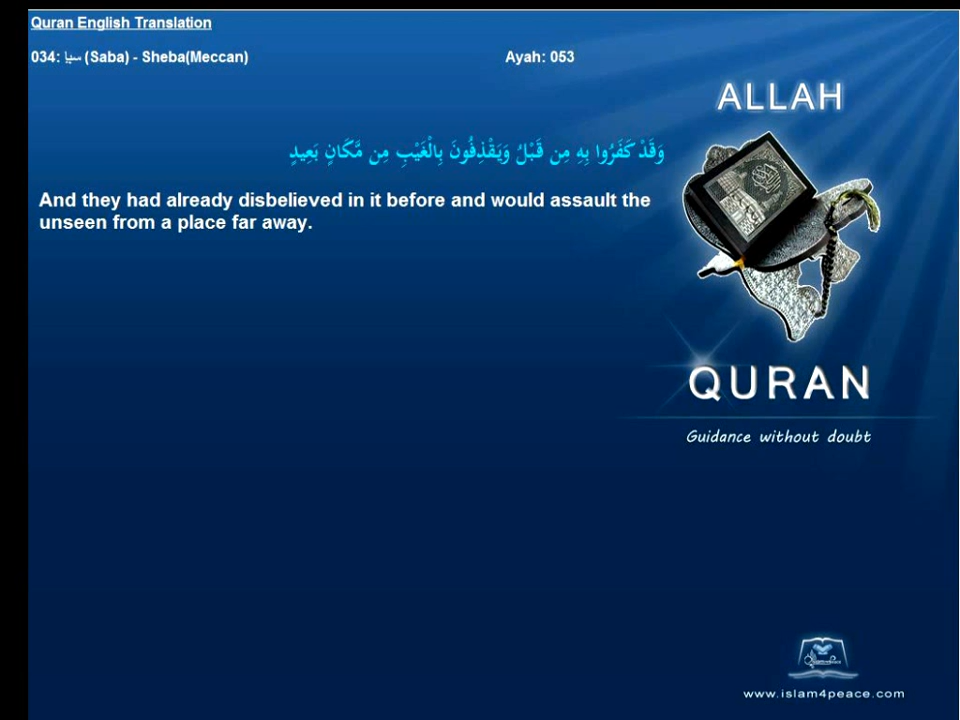 Quran English Translation
034: سبإ (Saba) - Sheba(Meccan) Ayah: 053
ALLAH
وَقَدْ كَفَرُوا بِهِ مِن قَبْلُ وَيَقْذِفُونَ بِالْغَيْبِ مِن مَّكَانٍ بَعِيدٍ
And they had already disbelieved in it before and would assault the
unseen from a place far away.
QURAN
Guidance without doubt
www.islam4peace.com